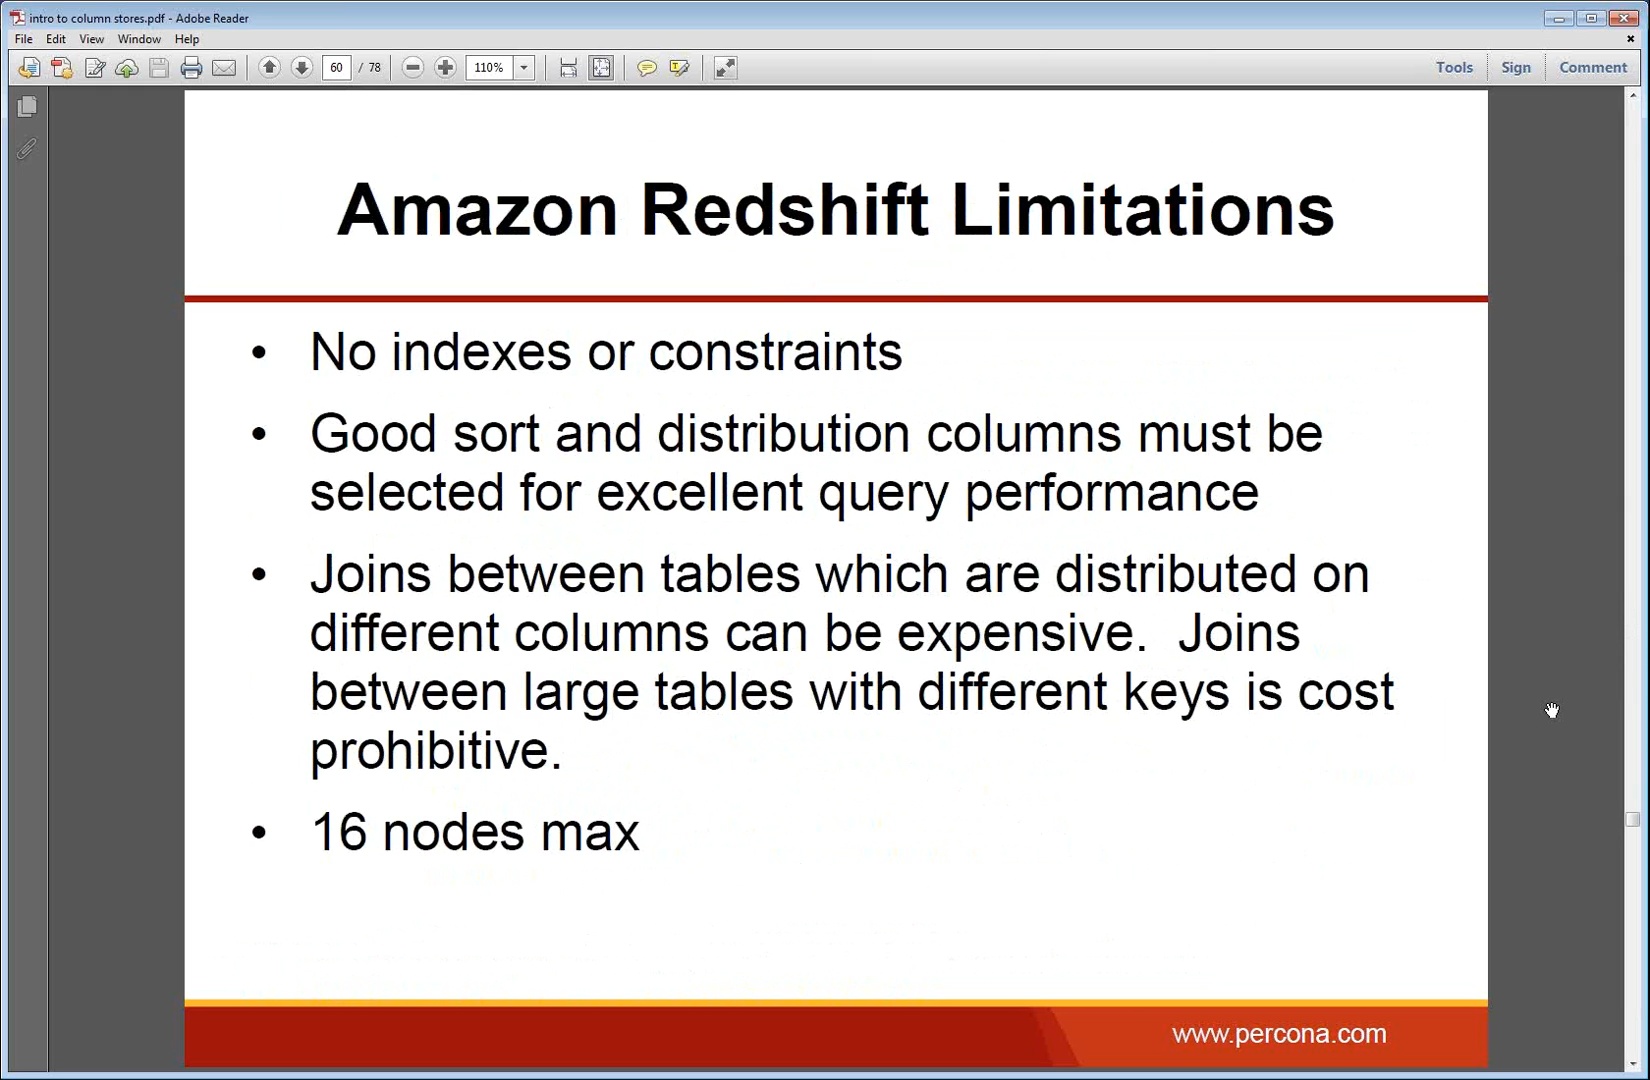 intro to column stores.pdf - Adobe Reader
File Edit View Window Help
60 / 78 110% Tools Sign Comment
Amazon Redshift Limitations
• No indexes or constraints
• Good sort and distribution columns must be
selected for excellent query performance
• Joins between tables which are distributed on
different columns can be expensive.  Joins
between large tables with different keys is cost
prohibitive.
• 16 nodes max
www.percona.com